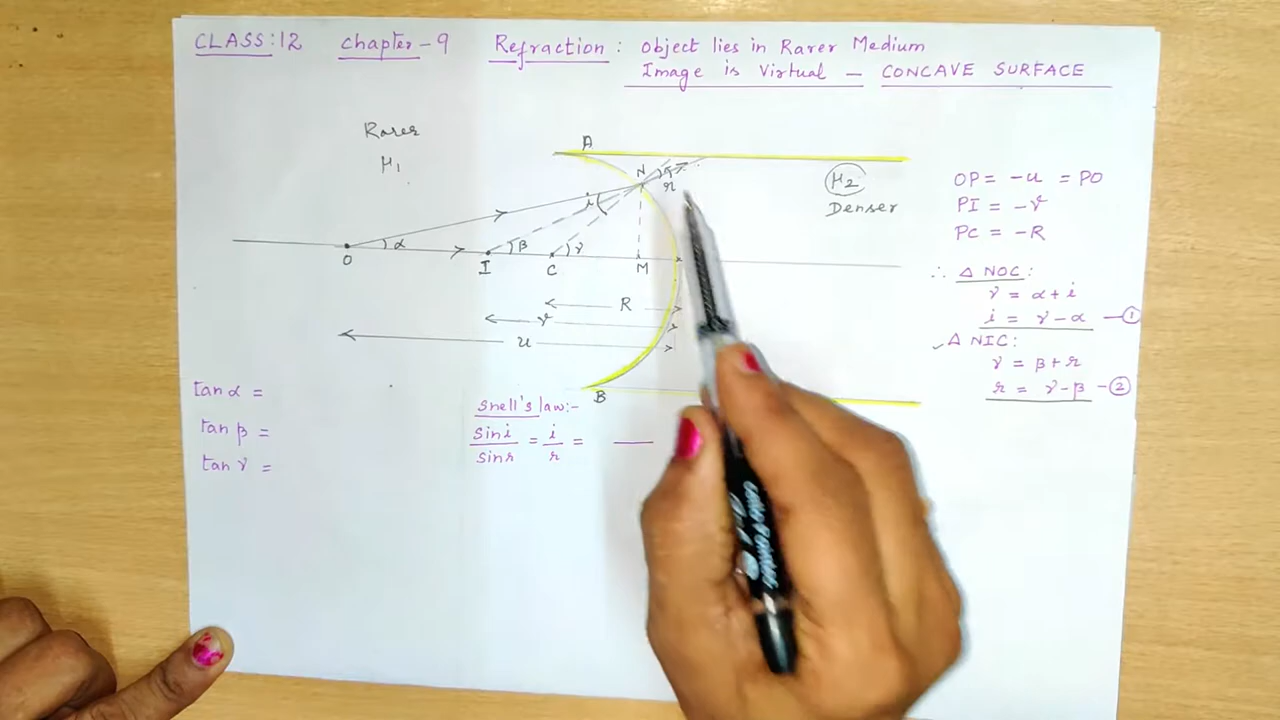 CLASS:12 chapter-9 Refraction: object lies in Rarer Medium
Image is Virtual - CONCAVE SURFACE
Rarer
μ1
A
N
i
r
μ2
Denser
α
β
γ
O
I
C
M
R
v
u
B
OP = -u = PO
PI = -v
PC = -R
∴ Δ NOC:
γ = α + i
i = γ - α — ①
Δ NIC:
γ = β + r
r = γ - β — ②
tan α =
tan β =
tan γ =
Snell's law:-
Sin i / Sin r = i / r =